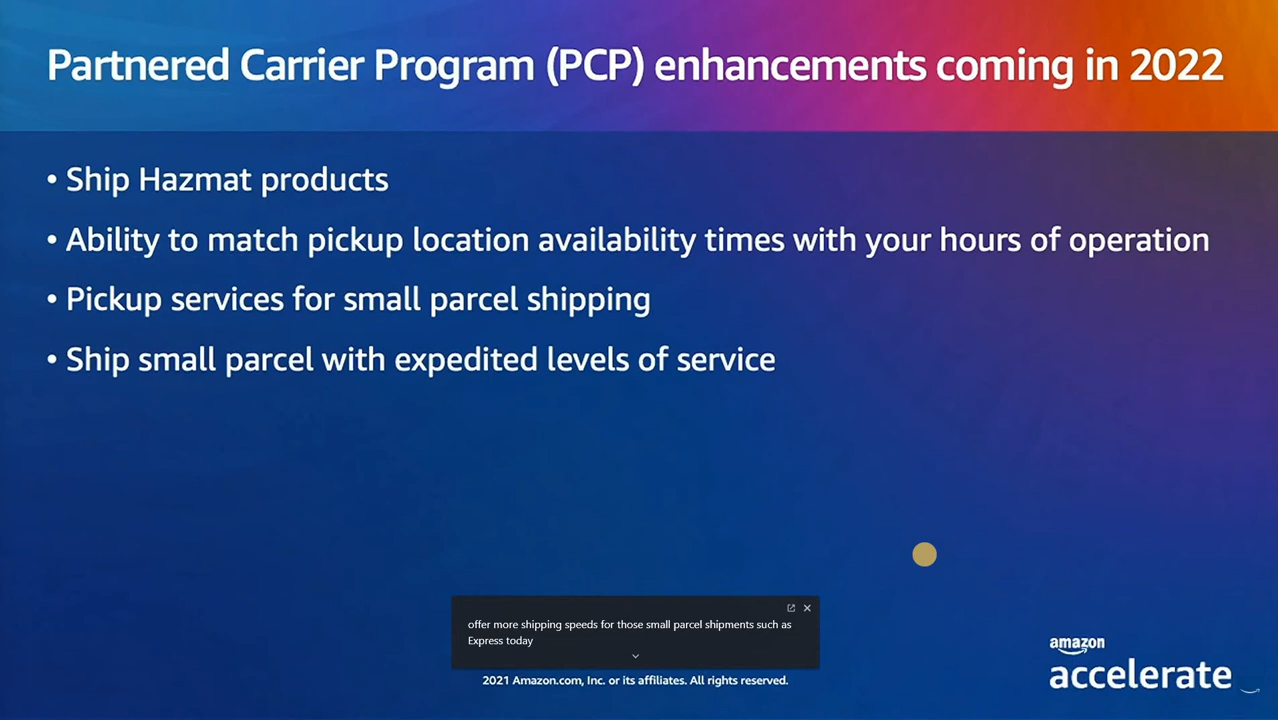 Partnered Carrier Program (PCP) enhancements coming in 2022
• Ship Hazmat products
• Ability to match pickup location availability times with your hours of operation
• Pickup services for small parcel shipping
• Ship small parcel with expedited levels of service
offer more shipping speeds for those small parcel shipments such as
Express today
2021 Amazon.com, Inc. or its affiliates. All rights reserved.
amazon
accelerate